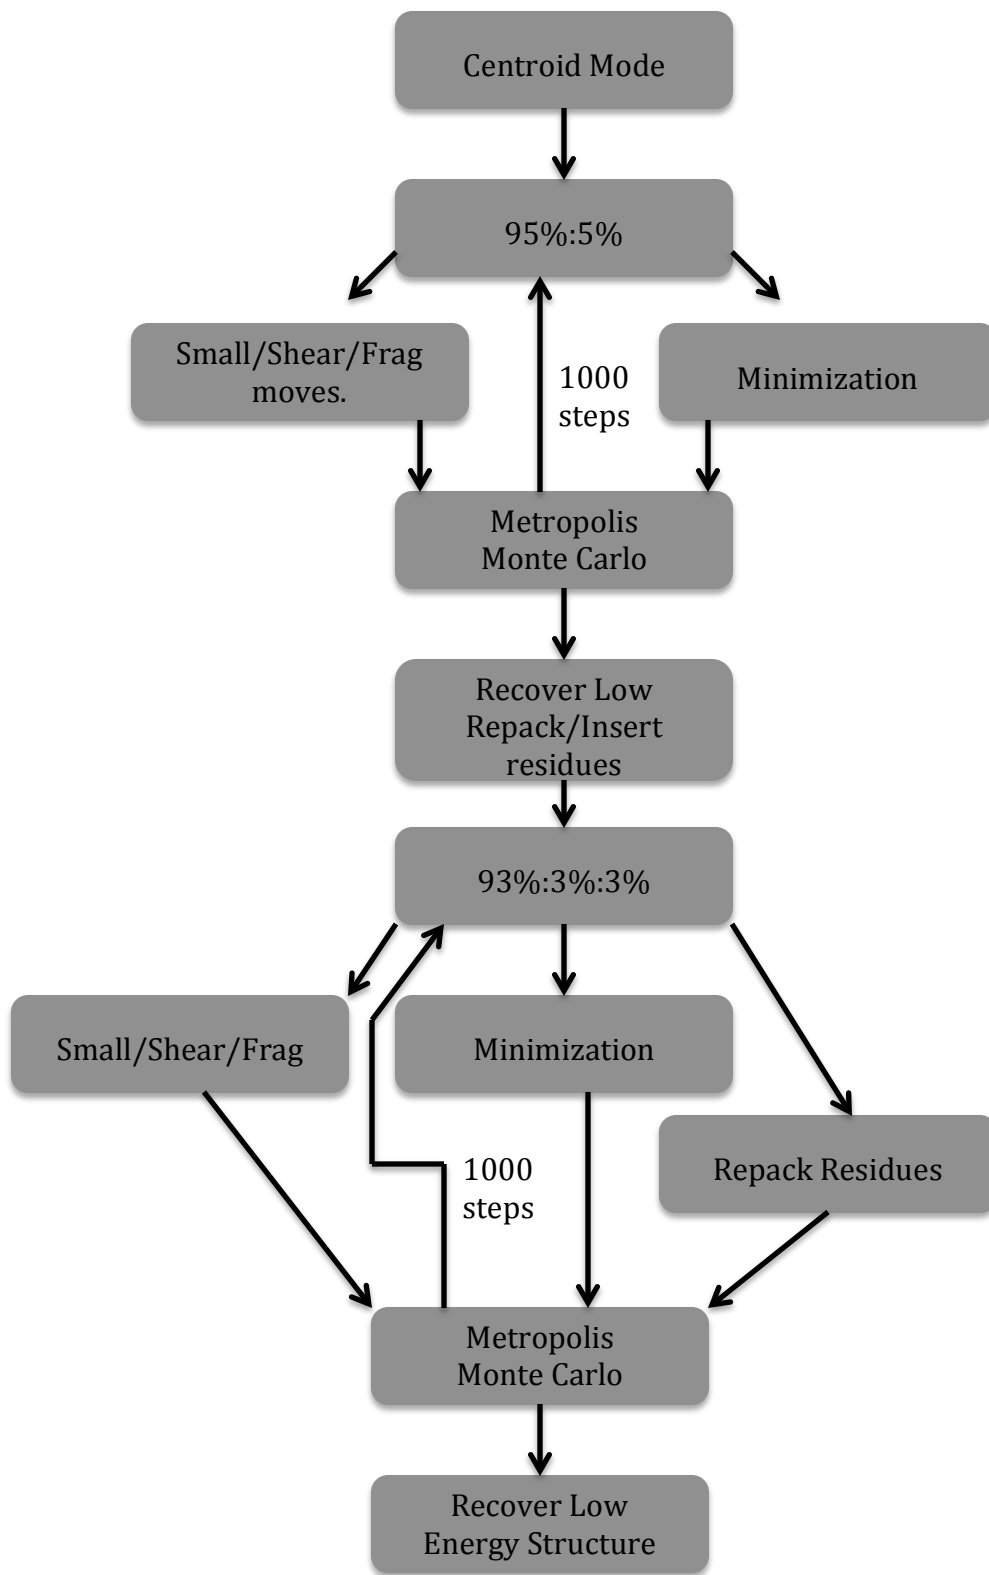 Centroid Mode
95%:5%
Small/Shear/Frag
moves.
1000
steps
Minimization
Metropolis
Monte Carlo
Recover Low
Repack/Insert
residues
93%:3%:3%
Small/Shear/Frag
Minimization
Repack Residues
1000
steps
Metropolis
Monte Carlo
Recover Low
Energy Structure